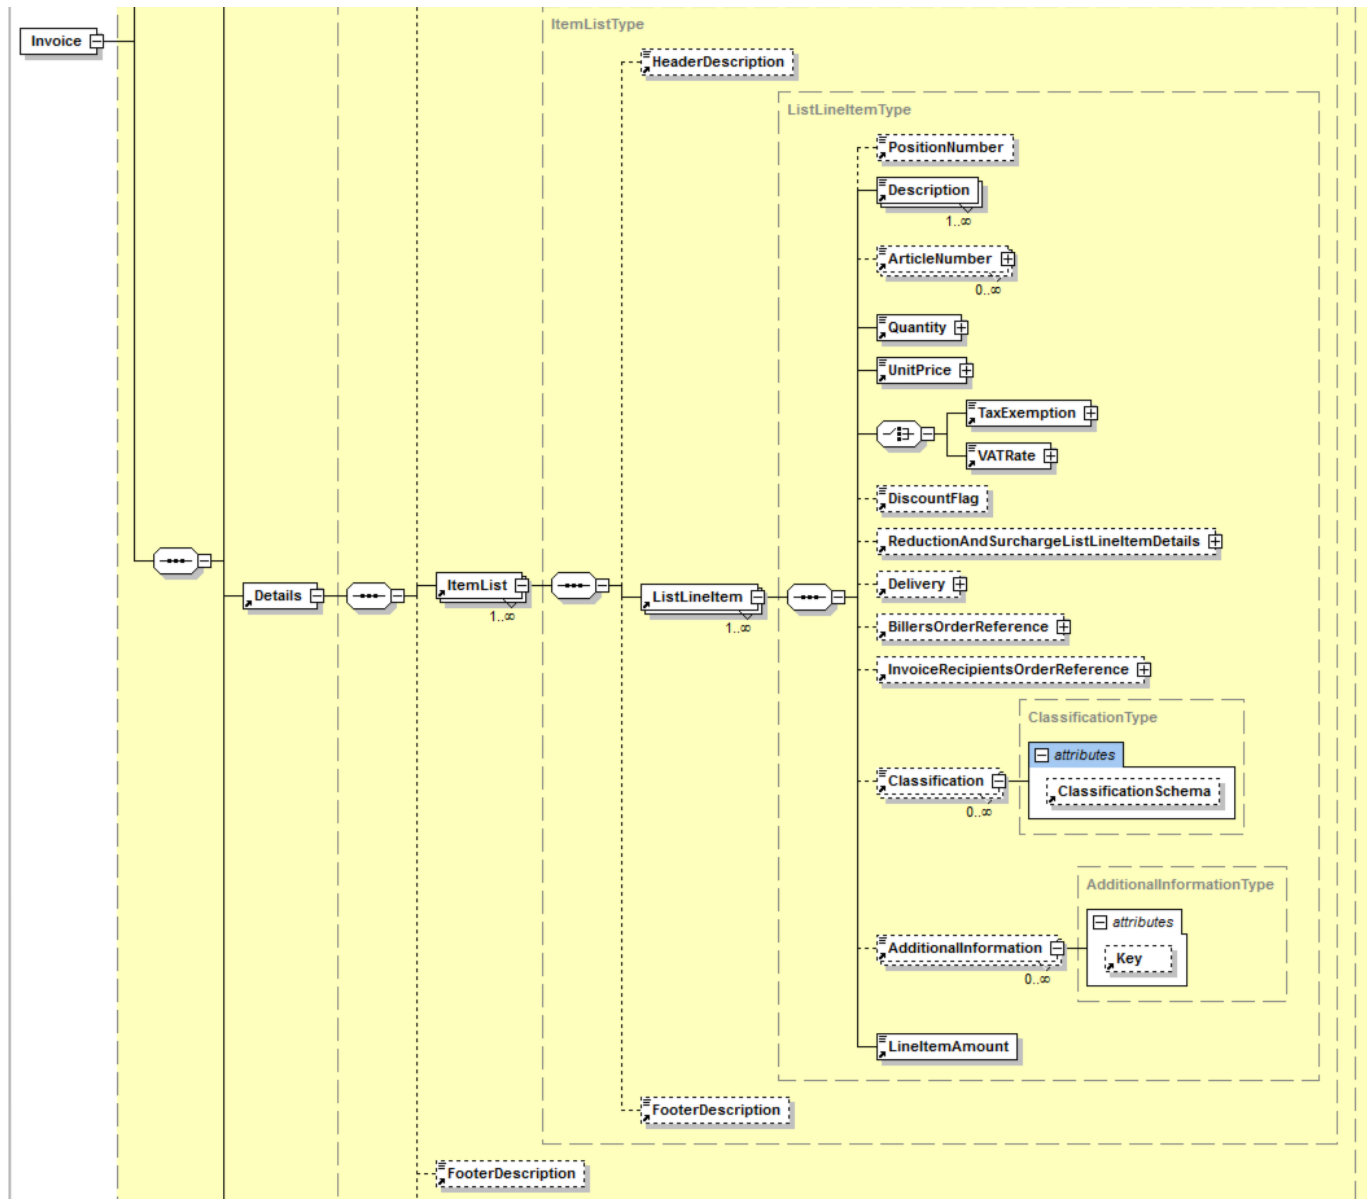 ItemListType
Invoice
HeaderDescription
ListLineItemType
PositionNumber
Description
1..∞
ArticleNumber
0..∞
Quantity
UnitPrice
TaxExemption
VATRate
DiscountFlag
ReductionAndSurchargeListLineItemDetails
Delivery
Details
ItemList
1..∞
ListLineItem
1..∞
BillersOrderReference
InvoiceRecipientsOrderReference
ClassificationType
attributes
Classification
0..∞
ClassificationSchema
AdditionalInformationType
attributes
AdditionalInformation
0..∞
Key
LineItemAmount
FooterDescription
FooterDescription